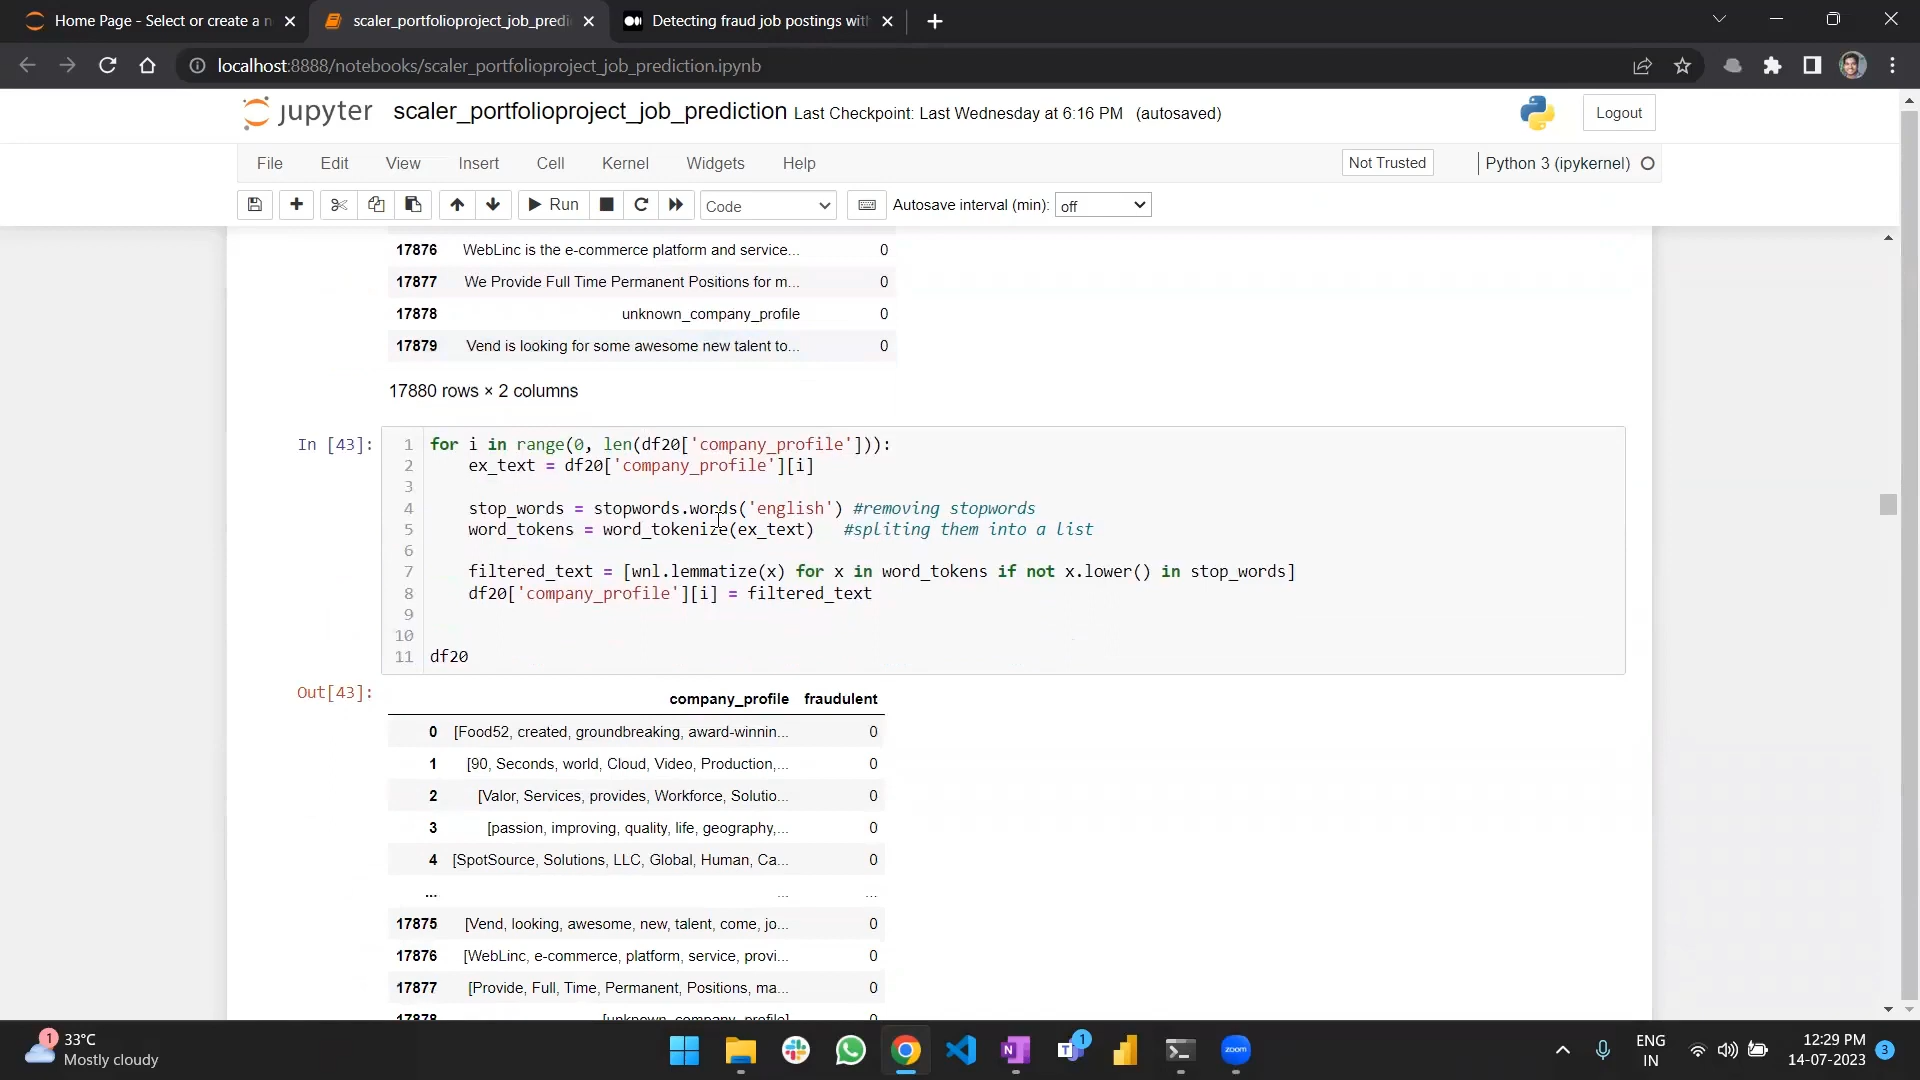 Home Page - Select or create a n
scaler_portfolioproject_job_predi
Detecting fraud job postings with
localhost:8888/notebooks/scaler_portfolioproject_job_prediction.ipynb
jupyter scaler_portfolioproject_job_prediction Last Checkpoint: Last Wednesday at 6:16 PM (autosaved)
Logout
File Edit View Insert Cell Kernel Widgets Help
Not Trusted
Python 3 (ipykernel)
Run
Code
Autosave interval (min): off
17876 WebLinc is the e-commerce platform and service... 0
17877 We Provide Full Time Permanent Positions for m... 0
17878 unknown_company_profile 0
17879 Vend is looking for some awesome new talent to... 0
17880 rows × 2 columns
In [43]:
1 for i in range(0, len(df20['company_profile'])):
2 ex_text = df20['company_profile'][i]
3
4 stop_words = stopwords.words('english') #removing stopwords
5 word_tokens = word_tokenize(ex_text) #spliting them into a list
6
7 filtered_text = [wnl.lemmatize(x) for x in word_tokens if not x.lower() in stop_words]
8 df20['company_profile'][i] = filtered_text
9
10
11 df20
Out[43]:
company_profile fraudulent
0 [Food52, created, groundbreaking, award-winnin... 0
1 [90, Seconds, world, Cloud, Video, Production,... 0
2 [Valor, Services, provides, Workforce, Solutio... 0
3 [passion, improving, quality, life, geography,... 0
4 [SpotSource, Solutions, LLC, Global, Human, Ca... 0
... ... ...
17875 [Vend, looking, awesome, new, talent, come, jo... 0
17876 [WebLinc, e-commerce, platform, service, provi... 0
17877 [Provide, Full, Time, Permanent, Positions, ma... 0
17878 [unknown_company_profile] 0
1
33°C
Mostly cloudy
N
T
1
zoom
ENG
IN
12:29 PM
14-07-2023
3